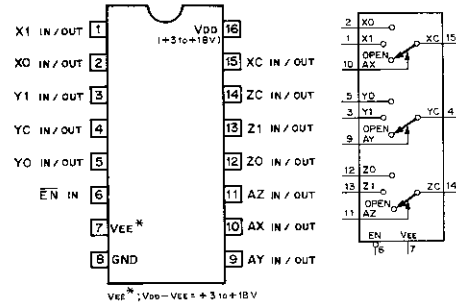 X1 IN/OUT 1
X0 IN/OUT 2
Y1 IN/OUT 3
YC IN/OUT 4
Y0 IN/OUT 5
EN IN 6
7 VEE*
8 GND
VDD 16
(+3 to +18V)
15 XC IN/OUT
14 ZC IN/OUT
13 Z1 IN/OUT
12 Z0 IN/OUT
11 AZ IN/OUT
10 AX IN/OUT
9 AY IN/OUT
VEE*; VDD-VEE=+3 to+18V
2 X0
1 X1 XC 15
OPEN
10 AX
5 Y0
3 Y1 YC 4
OPEN
9 AY
12 Z0
13 Z1 ZC 14
OPEN
11 AZ
EN VEE
6 7